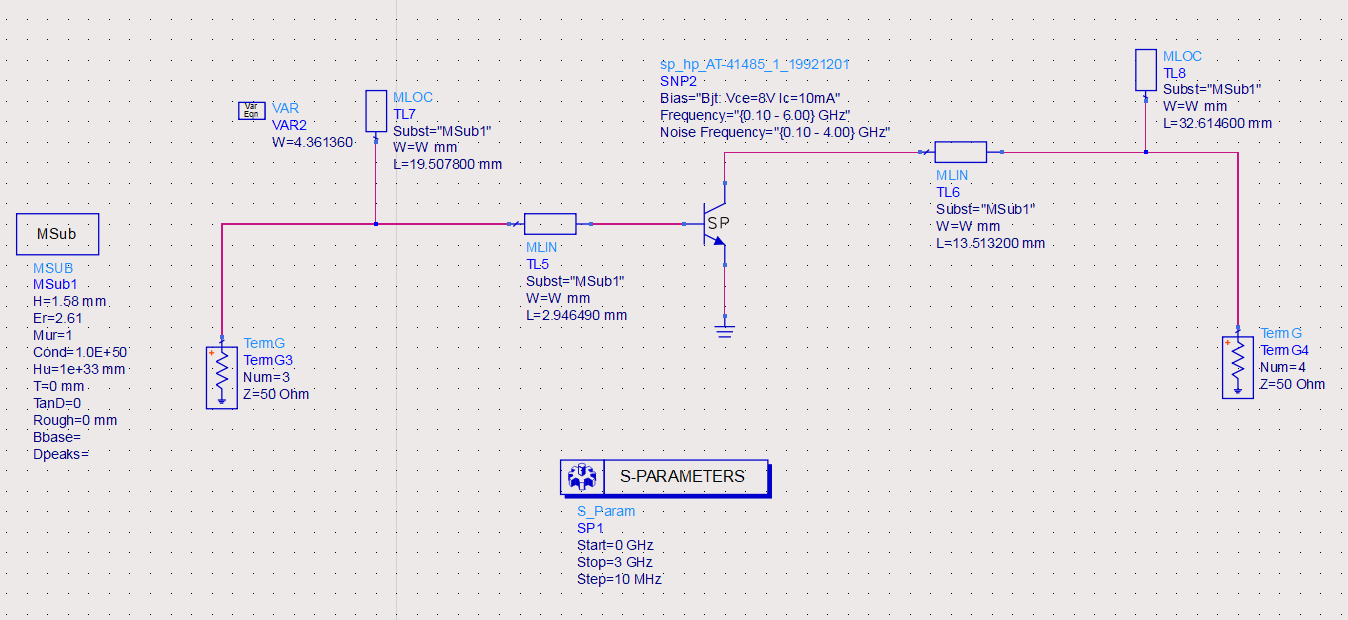 Var
Eqn
VAR
VAR2
W=4.361360
MLOC
TL7
Subst="MSub1"
W=W mm
L=19.507800 mm
sp_hp_AT-41485_1_19921201
SNP2
Bias="Bjt: Vce=8V Ic=10mA"
Frequency="{0.10 - 6.00} GHz"
Noise Frequency="{0.10 - 4.00} GHz"
MLOC
TL8
Subst="MSub1"
W=W mm
L=32.614600 mm
MLIN
TL6
Subst="MSub1"
W=W mm
L=13.513200 mm
SP
MLIN
TL5
Subst="MSub1"
W=W mm
L=2.946490 mm
MSub
MSUB
MSub1
H=1.58 mm
Er=2.61
Mur=1
Cond=1.0E+50
Hu=1e+33 mm
T=0 mm
TanD=0
Rough=0 mm
Bbase=
Dpeaks=
+
TermG
TermG3
Num=3
Z=50 Ohm
+
TermG
TermG4
Num=4
Z=50 Ohm
S-PARAMETERS
S_Param
SP1
Start=0 GHz
Stop=3 GHz
Step=10 MHz